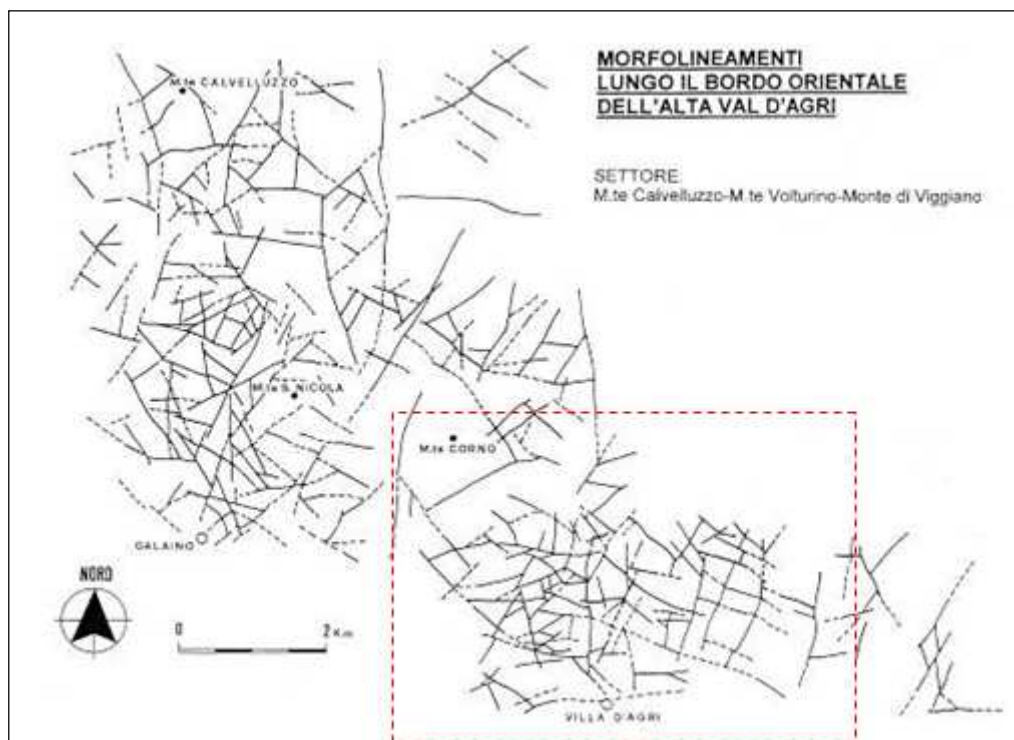 MORFOLINEAMENTI
LUNGO IL BORDO ORIENTALE
DELL'ALTA VAL D'AGRI
SETTORE
M.te Calvelluzzo-M.te Volturino-Monte di Viggiano
M.te CALVELLUZZO
M.te S. NICOLA
M.te CORNO
GALAINO
NORD
0
2 Km
VILLA D'AGRI